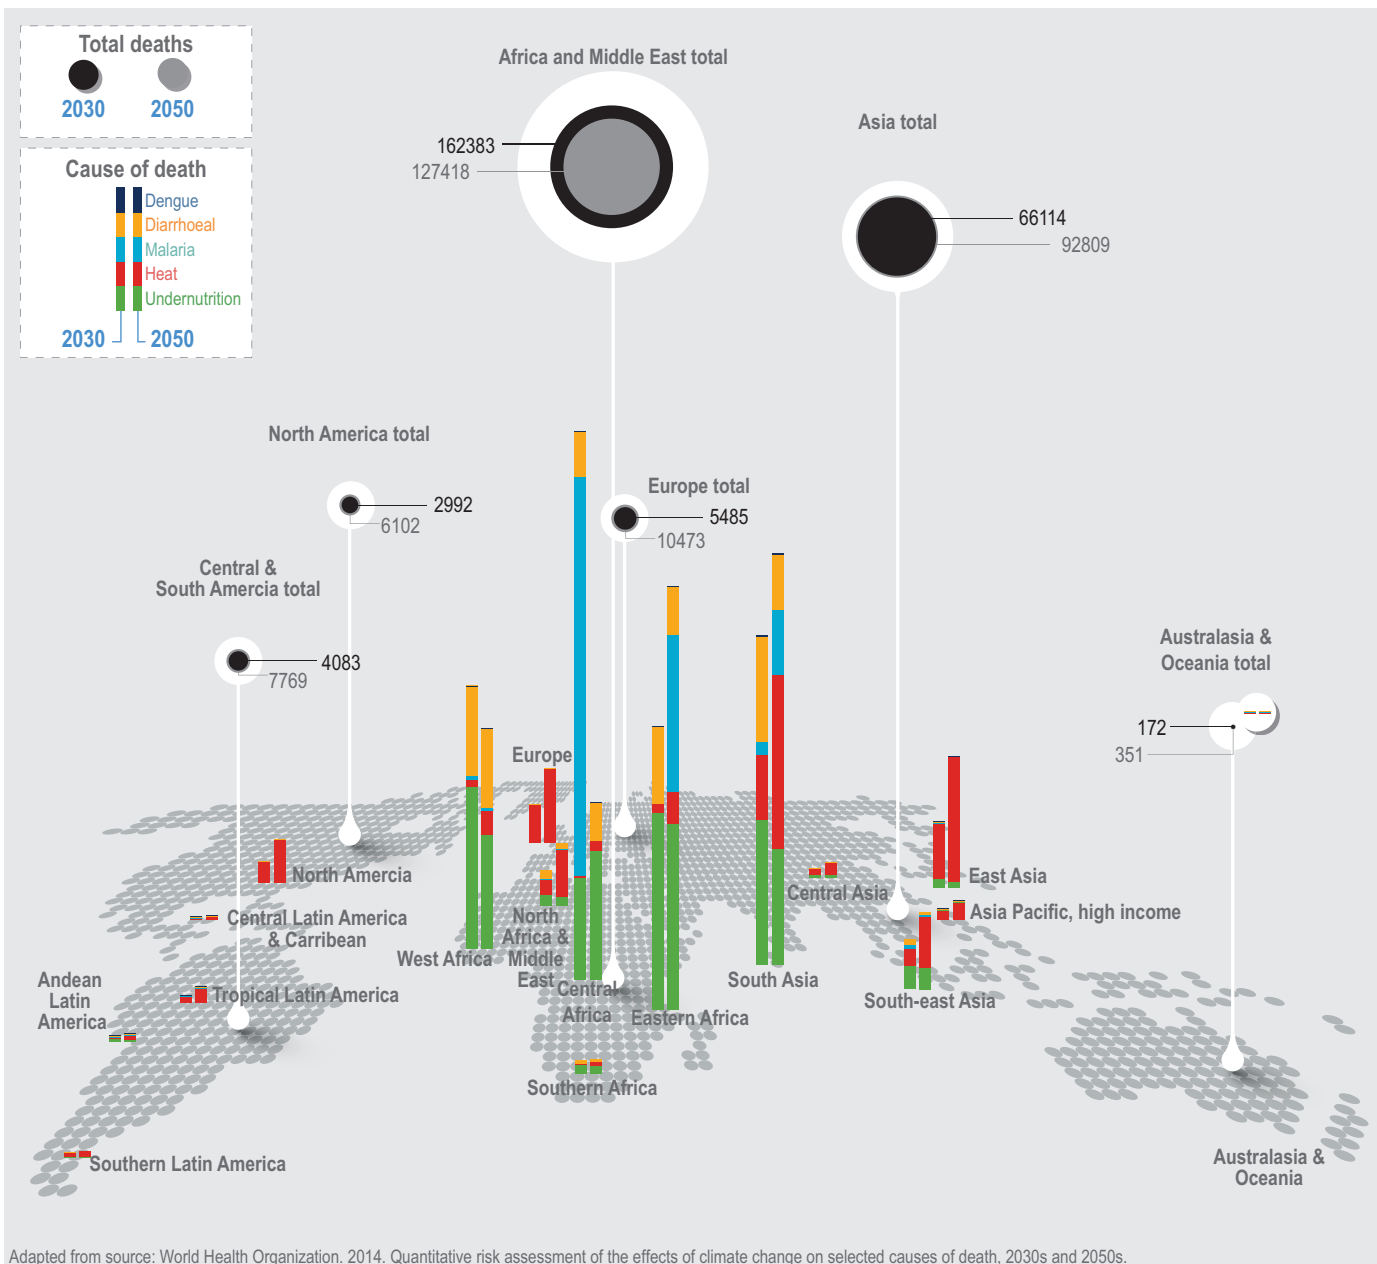 Total deaths
2030 2050
Cause of death
Dengue
Diarrhoeal
Malaria
Heat
Undernutrition
2030 2050
Africa and Middle East total
162383
127418
Asia total
66114
92809
North America total
2992
6102
Europe total
5485
10473
Central &
South Amercia total
4083
7769
Australasia &
Oceania total
172
351
Europe
North Amercia
Central Latin America
& Carribean
West Africa
North
Africa &
Middle
East
Central
Africa
Eastern Africa
South Asia
Central Asia
East Asia
Asia Pacific, high income
South-east Asia
Andean
Latin
America
Tropical Latin America
Southern Africa
Southern Latin America
Australasia &
Oceania
Adapted from source: World Health Organization. 2014. Quantitative risk assessment of the effects of climate change on selected causes of death, 2030s and 2050s.